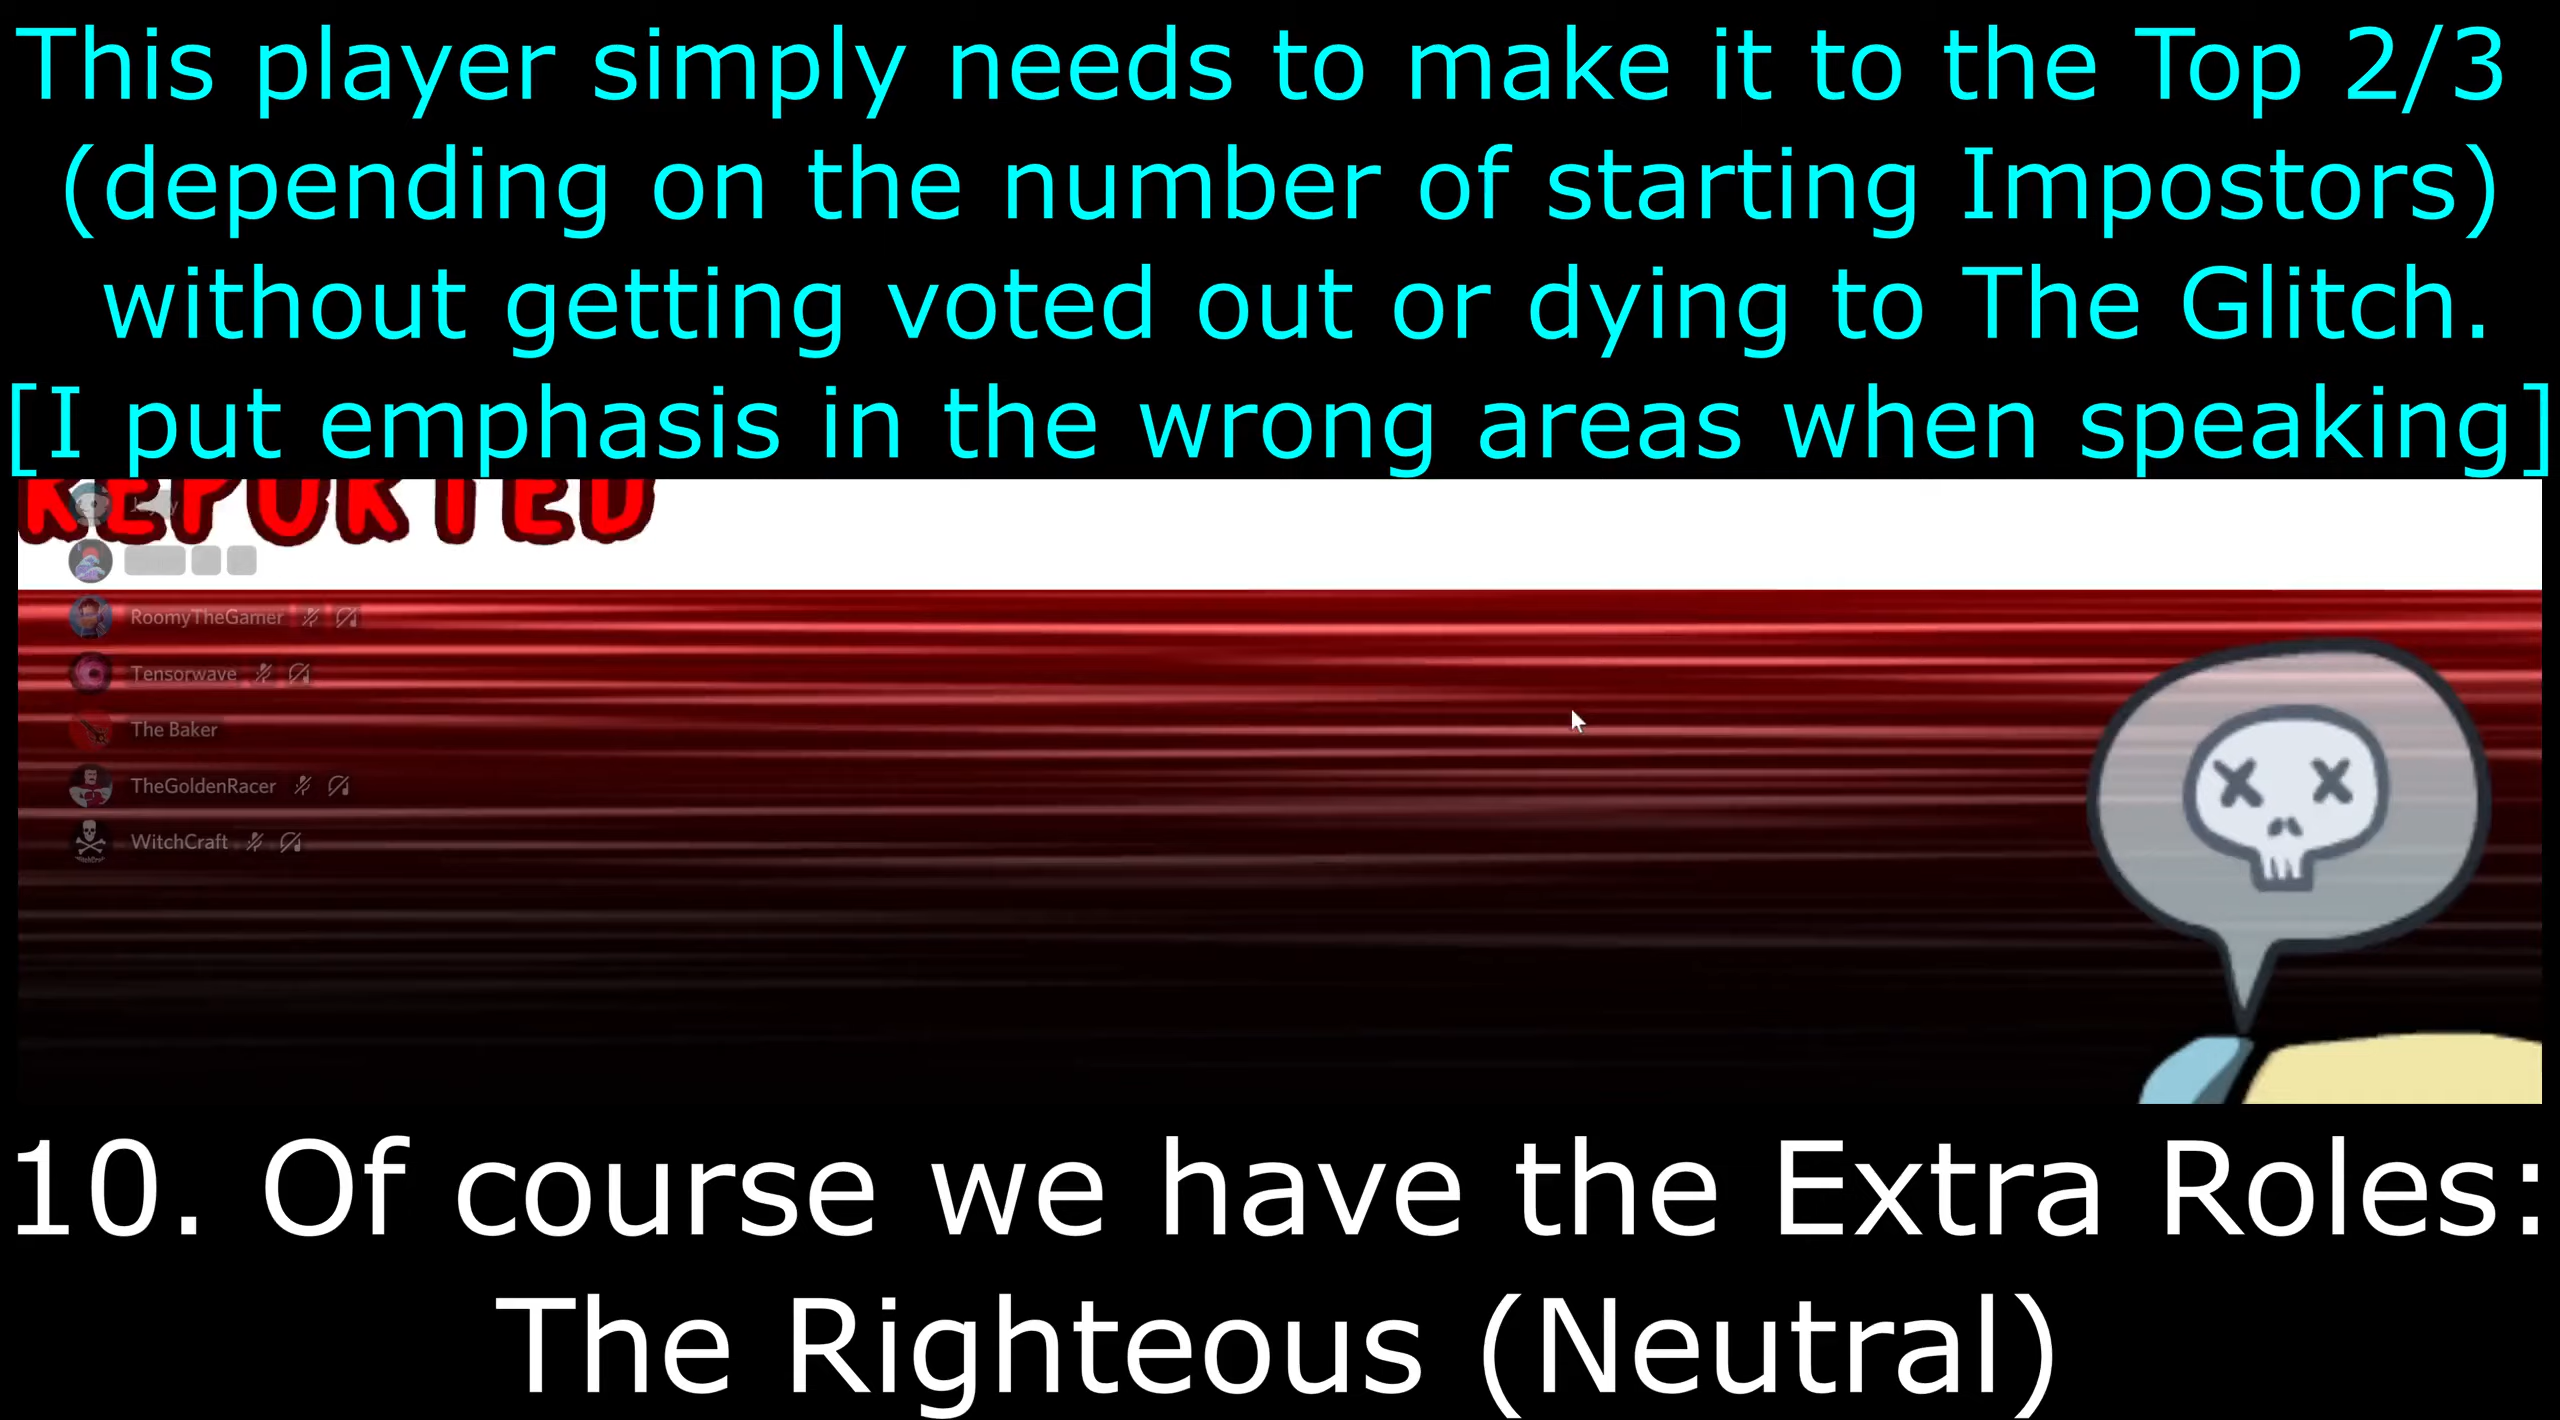 This player simply needs to make it to the Top 2/3
(depending on the number of starting Impostors)
without getting voted out or dying to The Glitch.
[I put emphasis in the wrong areas when speaking]
REPORTED
RoomyTheGamer
Tensorwave
The Baker
TheGoldenRacer
WitchCraft
10. Of course we have the Extra Roles:
The Righteous (Neutral)